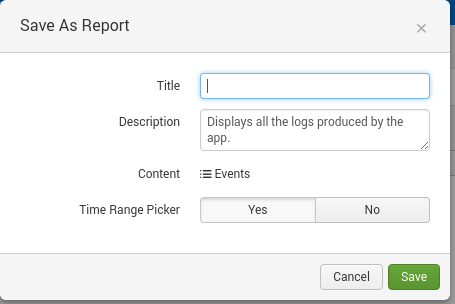 Save As Report
×
Title
Description
Displays all the logs produced by the
app.
Content
Events
Time Range Picker
Yes
No
Cancel
Save